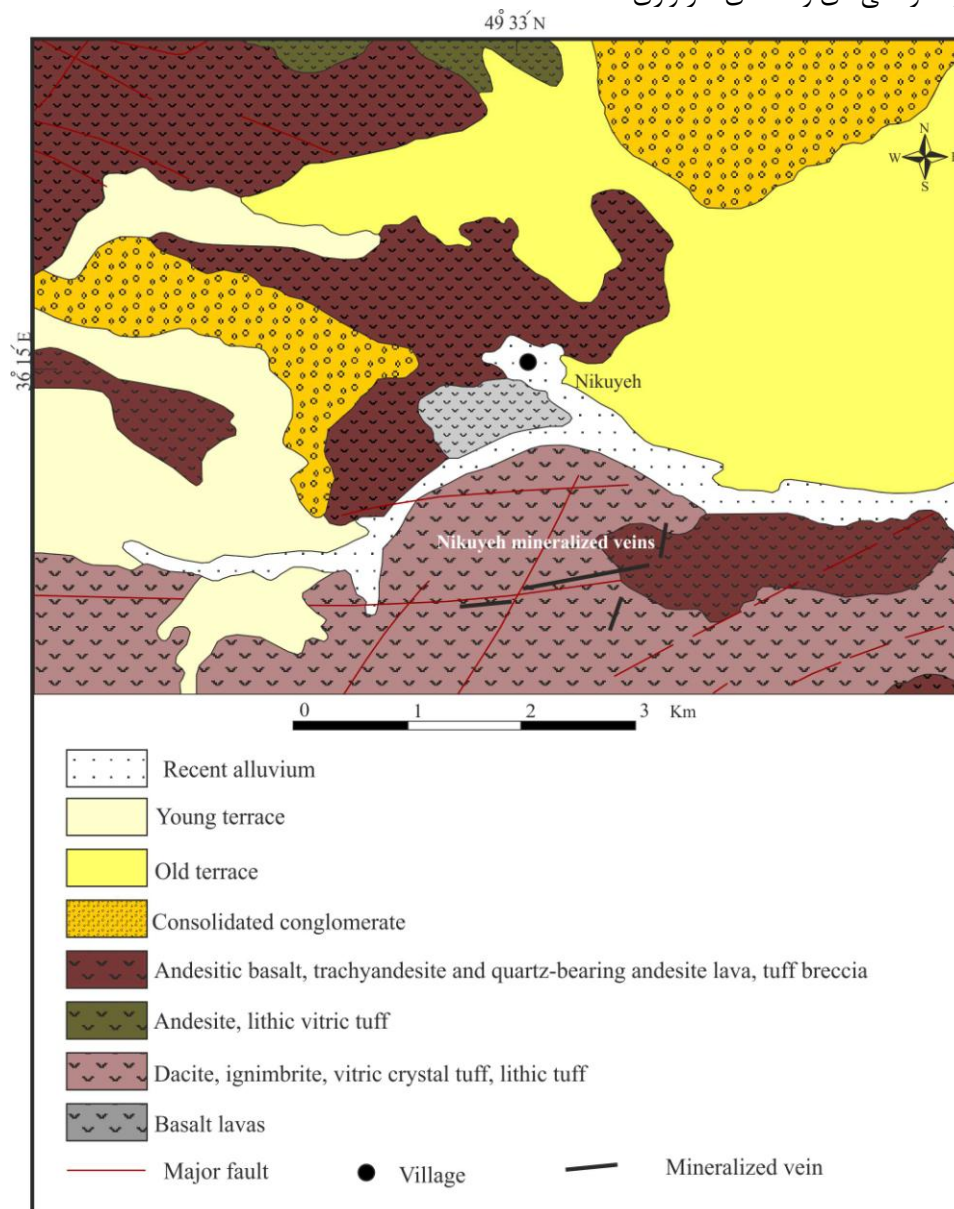 49° 33´ N
N
W
S
36° 15´ E
Nikuyeh
Nikuyeh mineralized veins
0 1 2 3 Km
Recent alluvium
Young terrace
Old terrace
Consolidated conglomerate
Andesitic basalt, trachyandesite and quartz-bearing andesite lava, tuff breccia
Andesite, lithic vitric tuff
Dacite, ignimbrite, vitric crystal tuff, lithic tuff
Basalt lavas
Major fault
Village
Mineralized vein